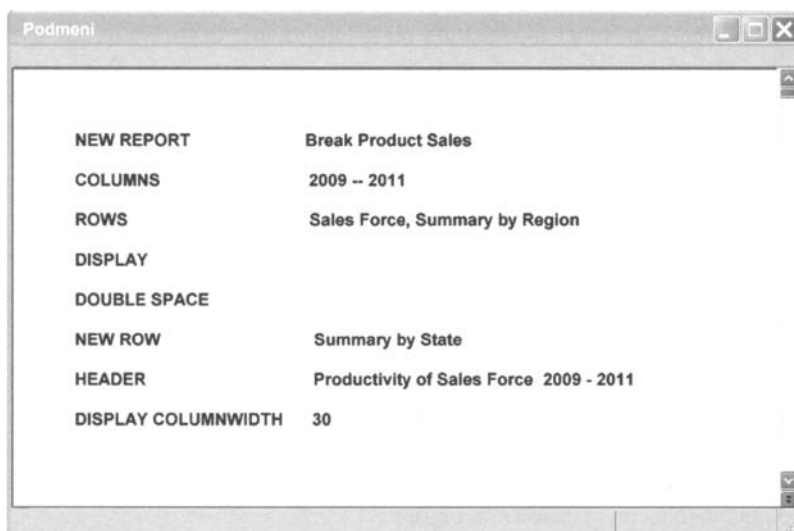 Podmeni
NEW REPORT Break Product Sales
COLUMNS 2009 -- 2011
ROWS Sales Force, Summary by Region
DISPLAY
DOUBLE SPACE
NEW ROW Summary by State
HEADER Productivity of Sales Force 2009 - 2011
DISPLAY COLUMNWIDTH 30